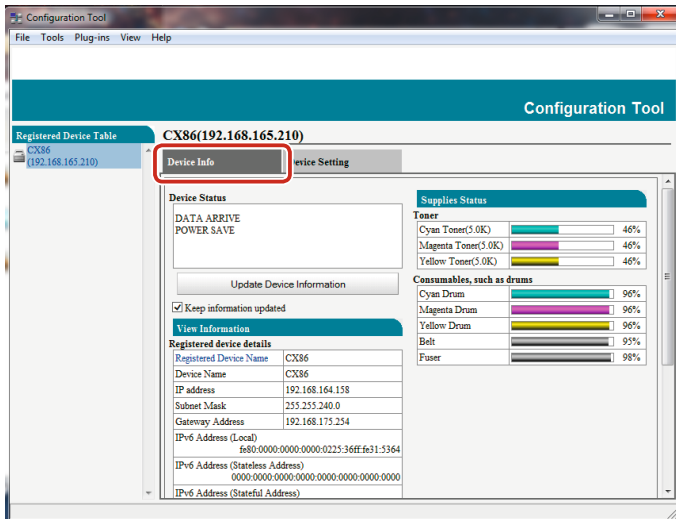 Configuration Tool
File Tools Plug-ins View Help
Configuration Tool
Registered Device Table
CX86
(192.168.165.210)
CX86(192.168.165.210)
Device Info
evice Setting
Device Status
DATA ARRIVE
POWER SAVE
Update Device Information
Keep information updated
View Information
Registered device details
Registered Device Name CX86
Device Name CX86
IP address 192.168.164.158
Subnet Mask 255.255.240.0
Gateway Address 192.168.175.254
IPv6 Address (Local)
fe80:0000:0000:0000:0225:36ff:fe31:5364
IPv6 Address (Stateless Address)
0000:0000:0000:0000:0000:0000:0000:0000
IPv6 Address (Stateful Address)
Supplies Status
Toner
Cyan Toner(5.0K) 46%
Magenta Toner(5.0K) 46%
Yellow Toner(5.0K) 46%
Consumables, such as drums
Cyan Drum 96%
Magenta Drum 96%
Yellow Drum 96%
Belt 95%
Fuser 98%